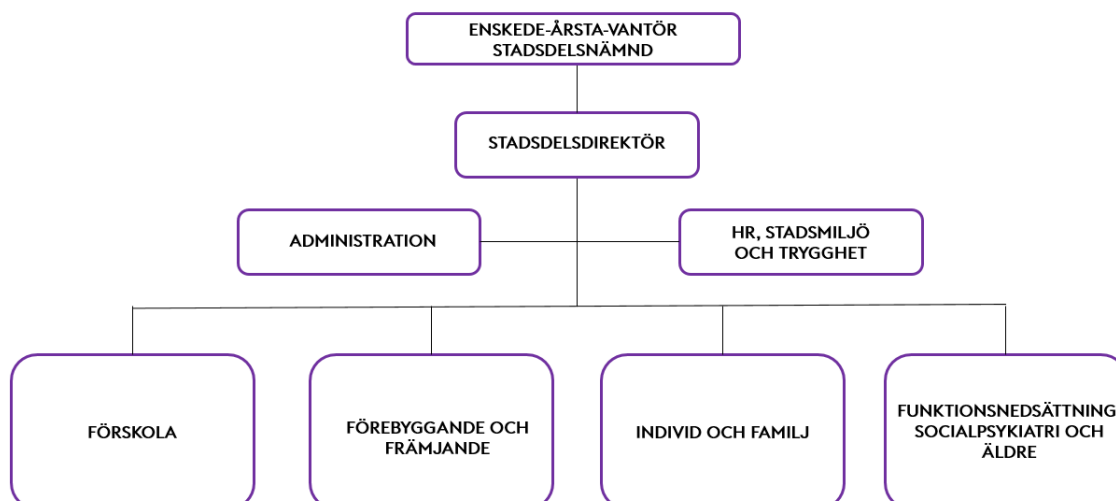 ENSKEDE-ÅRSTA-VANTÖR
STADSDELSNÄMND
STADSDELSDIREKTÖR
ADMINISTRATION
HR, STADSMILJÖ
OCH TRYGGHET
FÖRSKOLA
FÖREBYGGANDE OCH
FRÄMJANDE
INDIVID OCH FAMILJ
FUNKTIONSNEDSÄTTNING
SOCIALPSYKIATRI OCH
ÄLDRE